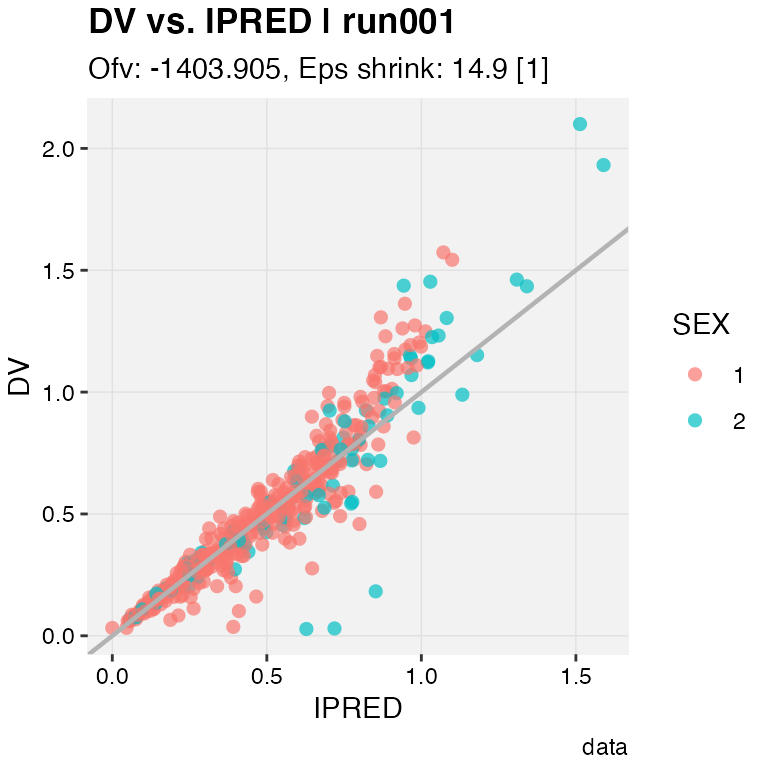 DV vs. IPRED | run001
Ofv: -1403.905, Eps shrink: 14.9 [1]
2.0
1.5
1.0
0.5
0.0
DV
0.0 0.5 1.0 1.5
IPRED
SEX
1
2
data